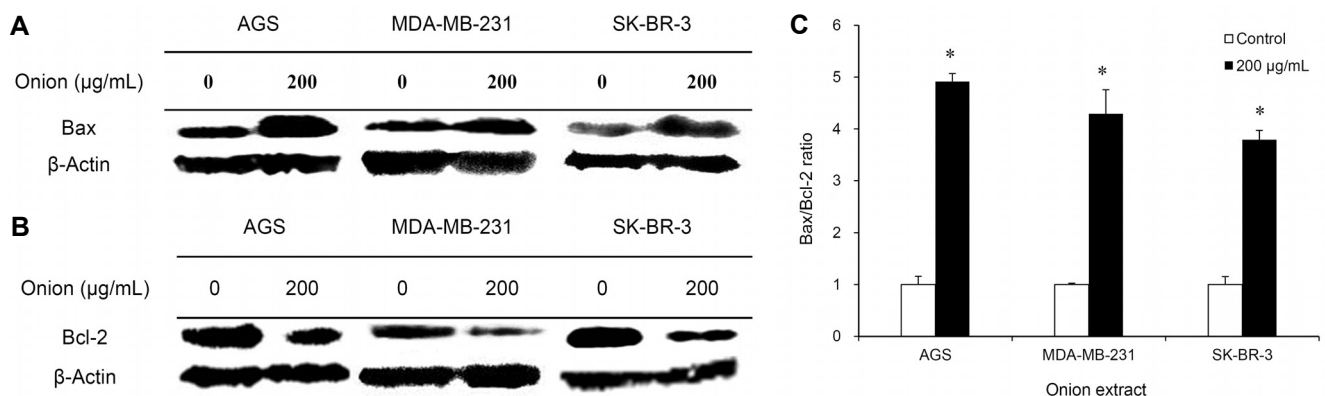 A
AGS MDA-MB-231 SK-BR-3
Onion (µg/mL) 0 200 0 200 0 200
Bax
β-Actin
B
AGS MDA-MB-231 SK-BR-3
Onion (µg/mL) 0 200 0 200 0 200
Bcl-2
β-Actin
C
Control
200 µg/mL
Bax/Bcl-2 ratio
6
5
4
3
2
1
0
* * *
AGS MDA-MB-231 SK-BR-3
Onion extract